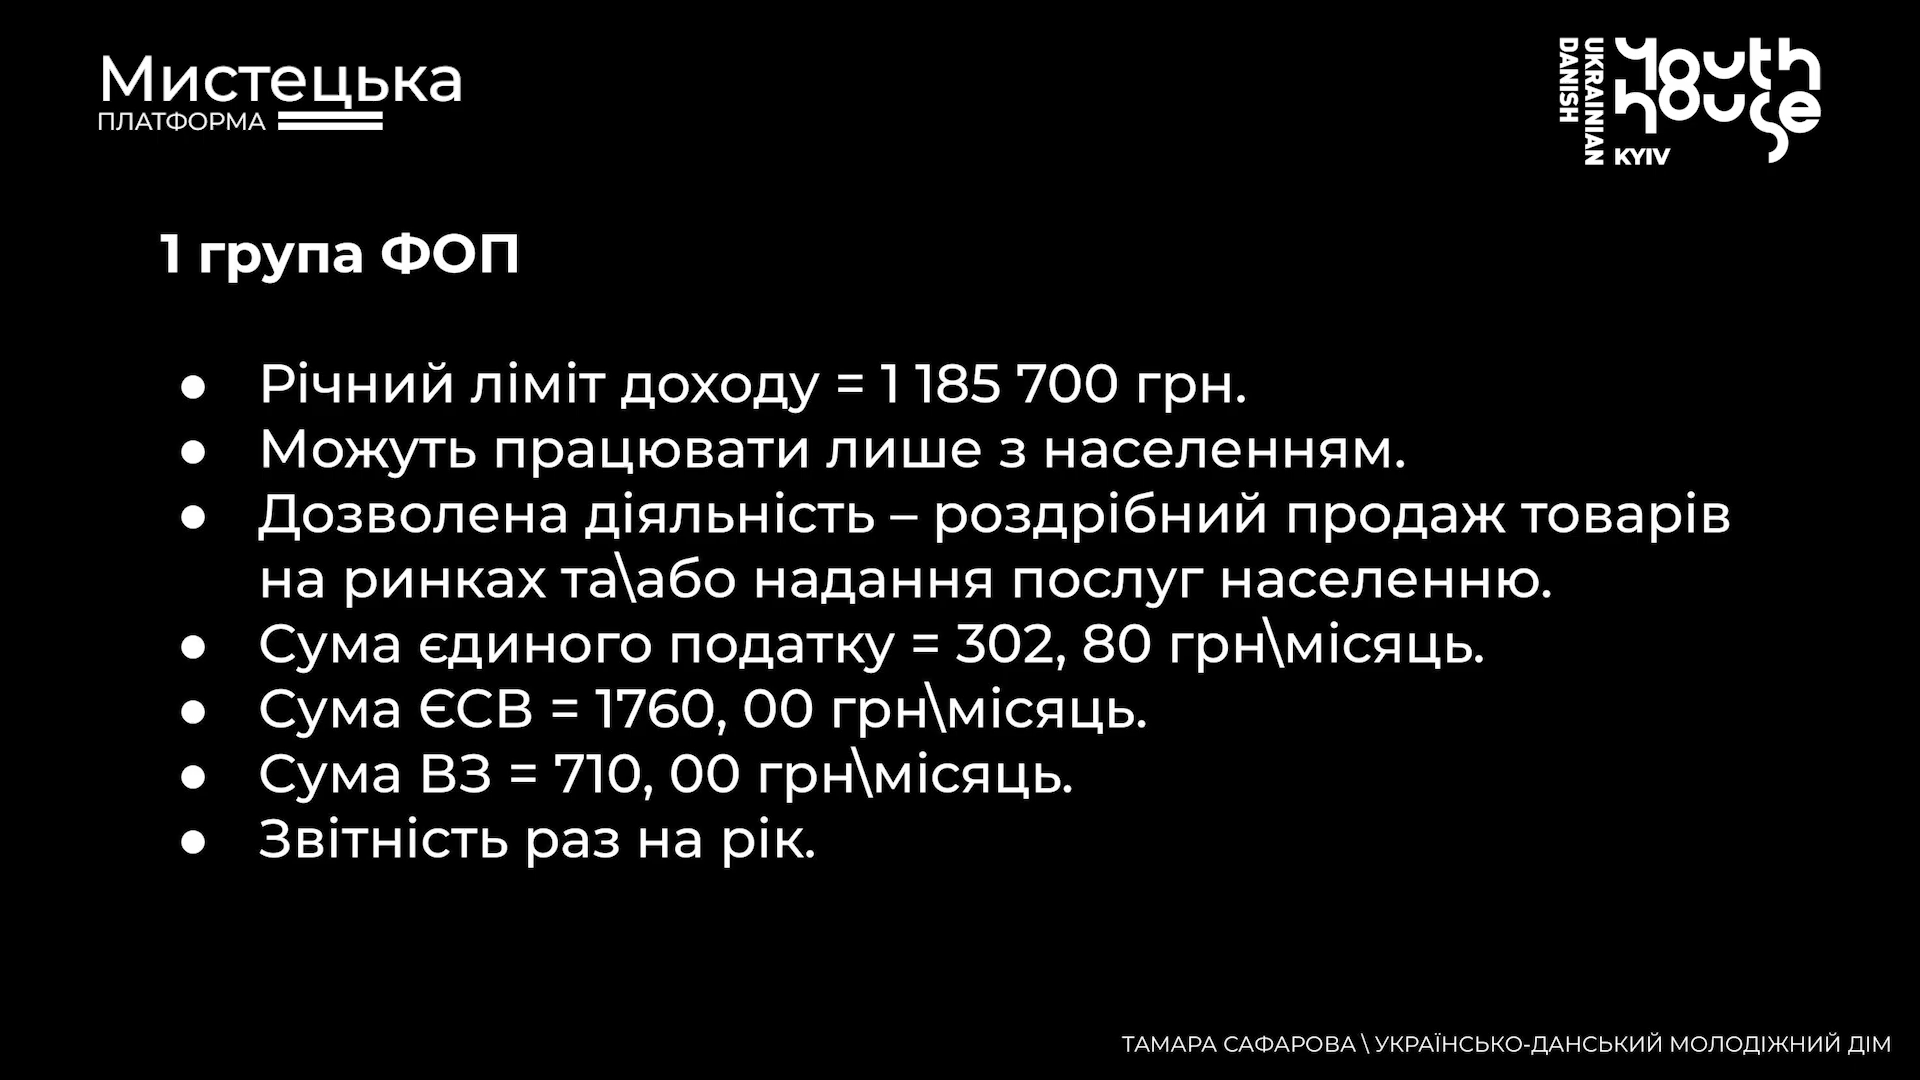 Мистецька
ПЛАТФОРМА
DANISH
UKRAINIAN
Youth
house
KYIV
1 група ФОП
● Річний ліміт доходу = 1 185 700 грн.
● Можуть працювати лише з населенням.
● Дозволена діяльність – роздрібний продаж товарів
на ринках та\або надання послуг населенню.
● Сума єдиного податку = 302, 80 грн\місяць.
● Сума ЄСВ = 1760, 00 грн\місяць.
● Сума ВЗ = 710, 00 грн\місяць.
● Звітність раз на рік.
ТАМАРА САФАРОВА \ УКРАЇНСЬКО-ДАНСЬКИЙ МОЛОДІЖНИЙ ДІМ